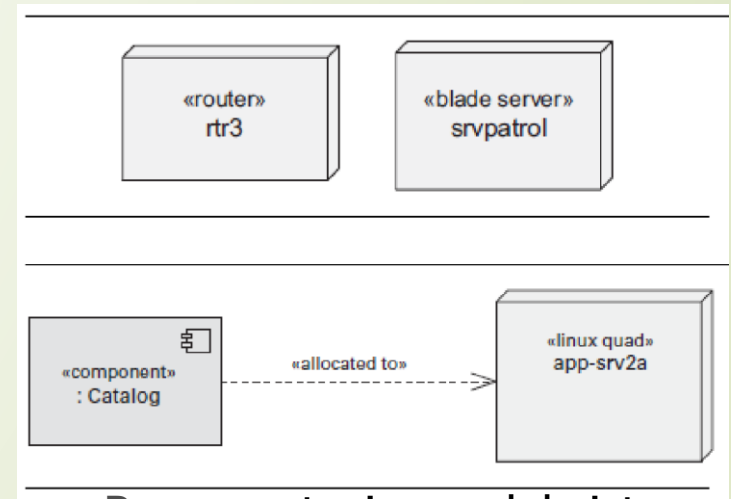 «router»
rtr3
«blade server»
srvpatrol
«component»
: Catalog
«allocated to»
«linux quad»
app-srv2a